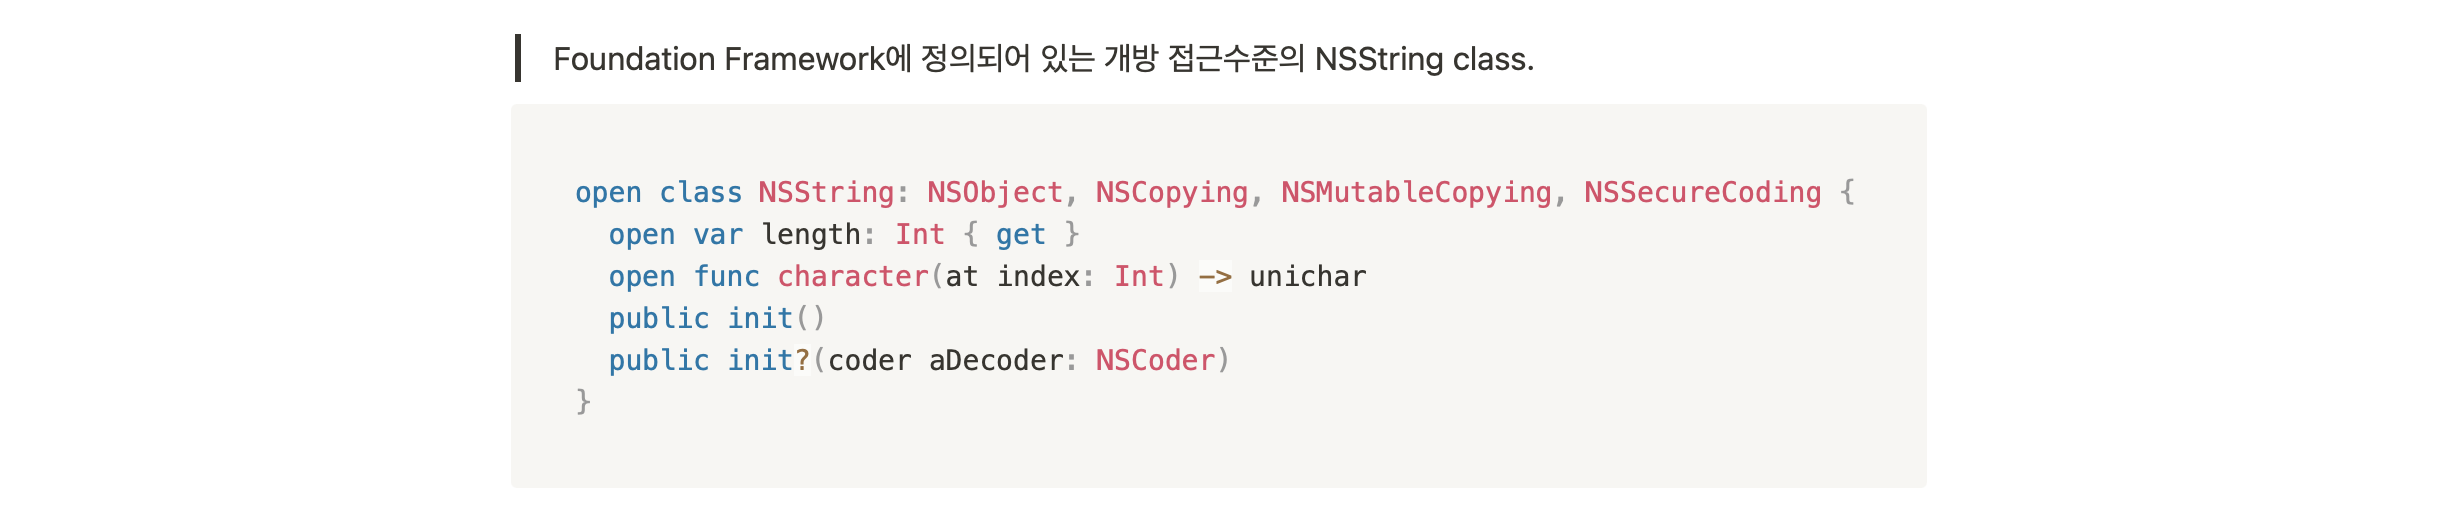 Foundation Framework에 정의되어 있는 개방 접근수준의 NSString class.
open class NSString: NSObject, NSCopying, NSMutableCopying, NSSecureCoding {
  open var length: Int { get }
  open func character(at index: Int) -> unichar
  public init()
  public init?(coder aDecoder: NSCoder)
}